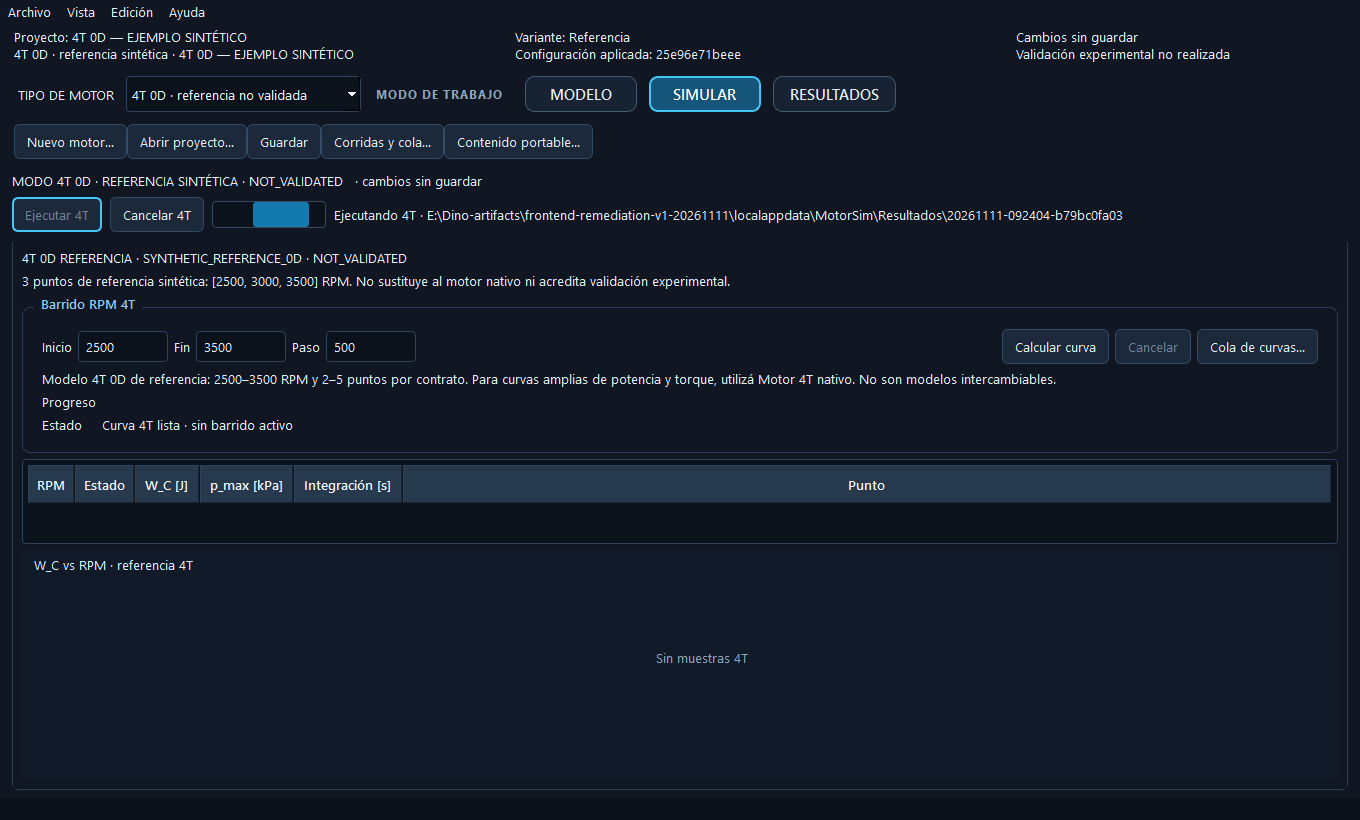 Archivo Vista Edición Ayuda
Proyecto: 4T 0D — EJEMPLO SINTÉTICO Variante: Referencia Cambios sin guardar
4T 0D · referencia sintética · 4T 0D — EJEMPLO SINTÉTICO Configuración aplicada: 25e96e71beee Validación experimental no realizada
TIPO DE MOTOR 4T 0D · referencia no validada MODO DE TRABAJO MODELO SIMULAR RESULTADOS
Nuevo motor... Abrir proyecto... Guardar Corridas y cola... Contenido portable...
MODO 4T 0D · REFERENCIA SINTÉTICA · NOT_VALIDATED · cambios sin guardar
Ejecutar 4T Cancelar 4T Ejecutando 4T · E:\Dino-artifacts\frontend-remediation-v1-20261111\localappdata\MotorSim\Resultados\20261111-092404-b79bc0fa03
4T 0D REFERENCIA · SYNTHETIC_REFERENCE_0D · NOT_VALIDATED
3 puntos de referencia sintética: [2500, 3000, 3500] RPM. No sustituye al motor nativo ni acredita validación experimental.
Barrido RPM 4T
Inicio 2500 Fin 3500 Paso 500 Calcular curva Cancelar Cola de curvas...
Modelo 4T 0D de referencia: 2500–3500 RPM y 2–5 puntos por contrato. Para curvas amplias de potencia y torque, utilizá Motor 4T nativo. No son modelos intercambiables.
Progreso
Estado Curva 4T lista · sin barrido activo
RPM Estado W_C [J] p_max [kPa] Integración [s] Punto
W_C vs RPM · referencia 4T
Sin muestras 4T